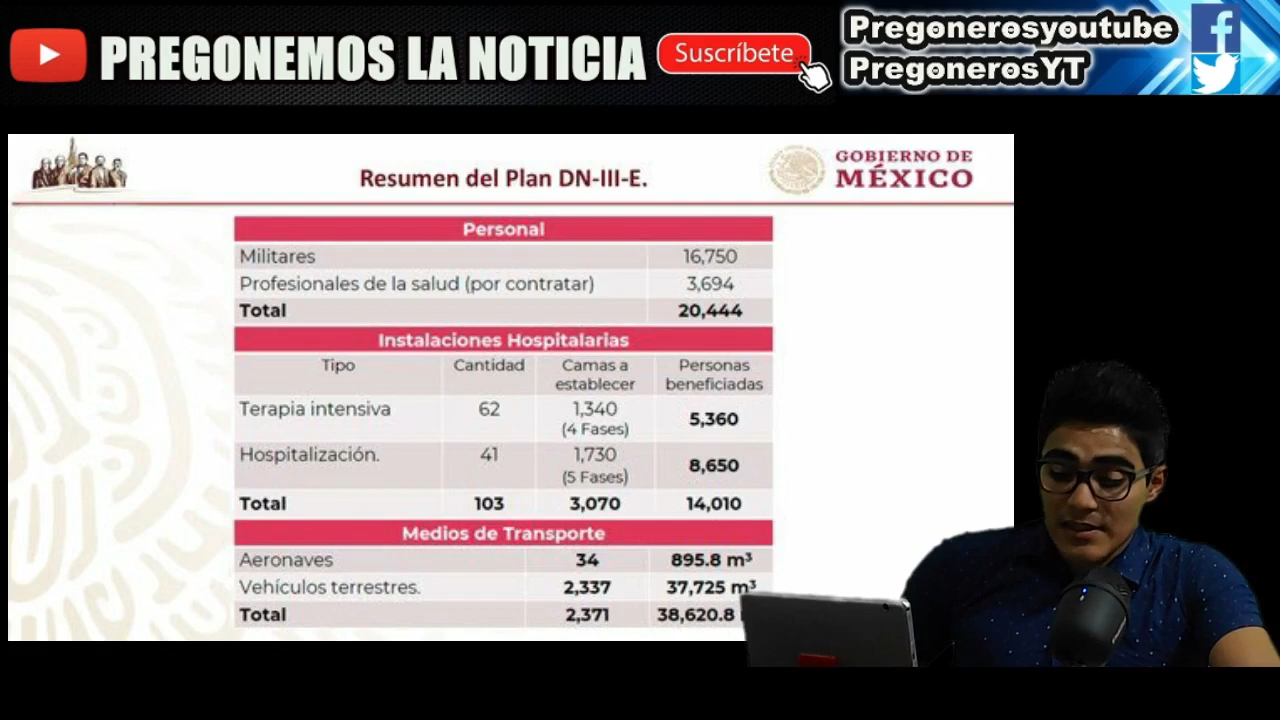 PREGONEMOS LA NOTICIA
Suscríbete
Pregonerosyoutube
PregonerosYT
Resumen del Plan DN-III-E.
GOBIERNO DE
MÉXICO
Personal
Militares 16,750
Profesionales de la salud (por contratar) 3,694
Total 20,444
Instalaciones Hospitalarias
Tipo Cantidad Camas a establecer Personas beneficiadas
Terapia intensiva 62 1,340 (4 Fases) 5,360
Hospitalización. 41 1,730 (5 Fases) 8,650
Total 103 3,070 14,010
Medios de Transporte
Aeronaves 34 895.8 m³
Vehículos terrestres. 2,337 37,725 m³
Total 2,371 38,620.8